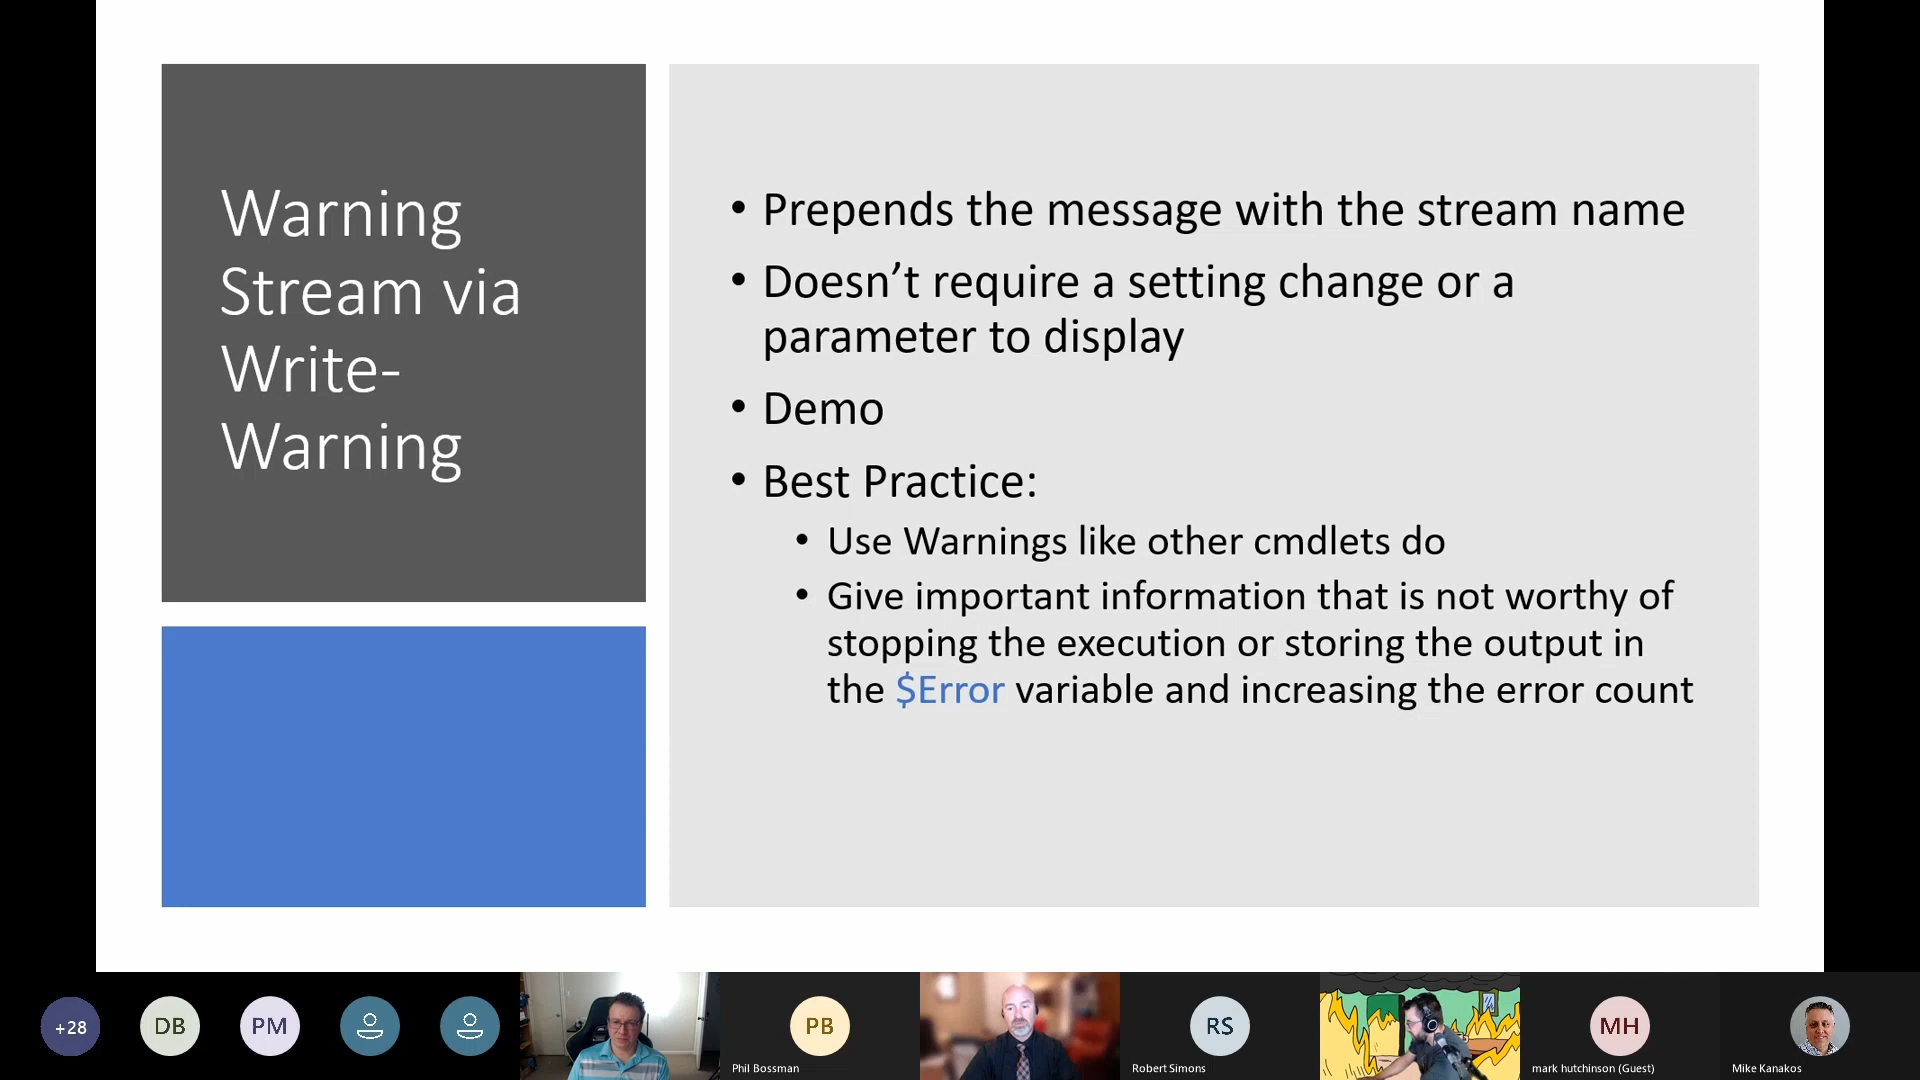 Warning
Stream via
Write-
Warning
• Prepends the message with the stream name
• Doesn’t require a setting change or a
parameter to display
• Demo
• Best Practice:
• Use Warnings like other cmdlets do
• Give important information that is not worthy of
stopping the execution or storing the output in
the $Error variable and increasing the error count
+28
DB
PM
PB
Phil Bossman
RS
Robert Simons
MH
mark hutchinson (Guest)
Mike Kanakos